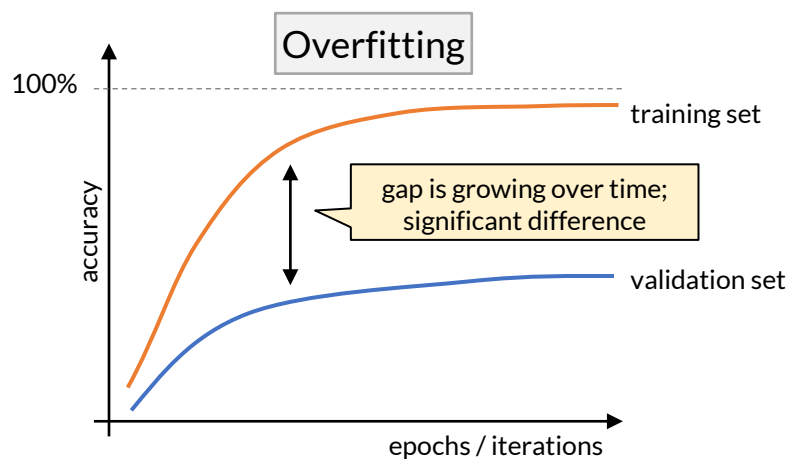 Overfitting
100%
training set
gap is growing over time;
significant difference
accuracy
validation set
epochs / iterations